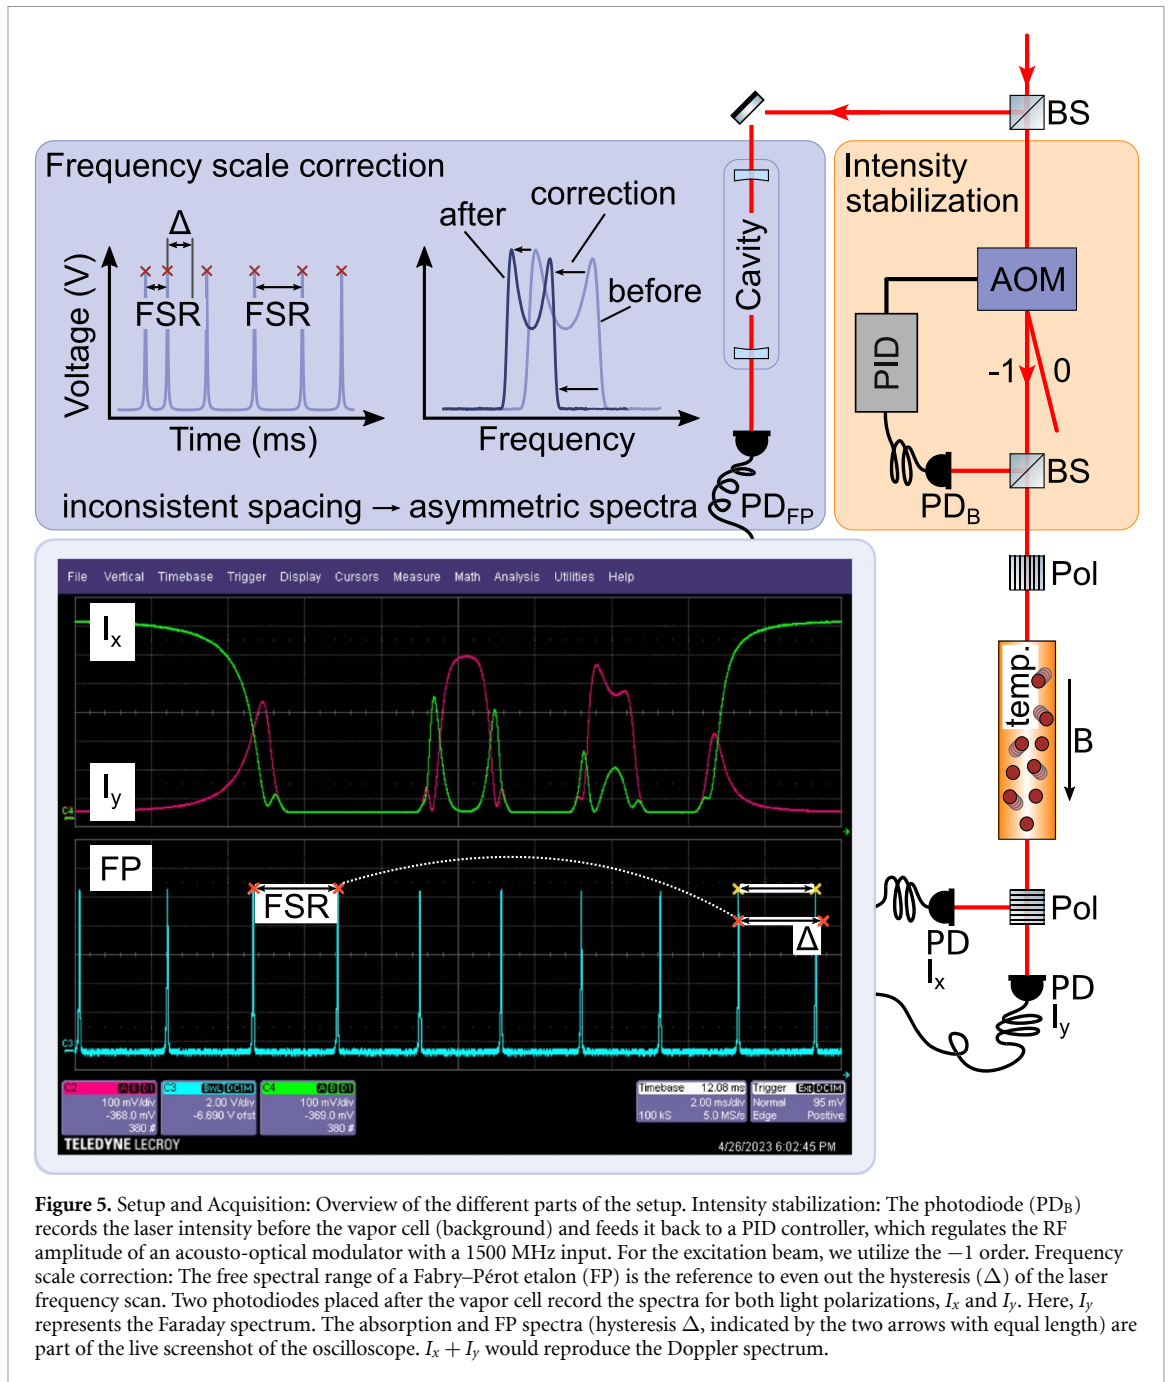 BS
Frequency scale correction
Intensity
stabilization
Δ
FSR
FSR
Voltage (V)
Time (ms)
after
correction
before
Frequency
Cavity
AOM
PID
-1
0
BS
PD_B
inconsistent spacing → asymmetric spectra
PD_FP
Pol
temp.
B
File Vertical Timebase Trigger Display Cursors Measure Math Analysis Utilities Help
I_x
I_y
C4
FP
FSR
Δ
C3
Pol
PD
I_x
PD
I_y
C2
100 mV/div
-368.0 mV
380 #
C3 BwL DC1M
2.00 V/div
-6.690 V ofst
C4
100 mV/div
-369.0 mV
380 #
Timebase 12.08 ms
2.00 ms/div
100 kS 5.0 MS/s
Trigger Ext DC1M
Normal 95 mV
Edge Positive
TELEDYNE LECROY
4/26/2023 6:02:45 PM
Figure 5. Setup and Acquisition: Overview of the different parts of the setup. Intensity stabilization: The photodiode (PD_B)
records the laser intensity before the vapor cell (background) and feeds it back to a PID controller, which regulates the RF
amplitude of an acousto-optical modulator with a 1500 MHz input. For the excitation beam, we utilize the −1 order. Frequency
scale correction: The free spectral range of a Fabry–Pérot etalon (FP) is the reference to even out the hysteresis (Δ) of the laser
frequency scan. Two photodiodes placed after the vapor cell record the spectra for both light polarizations, I_x and I_y. Here, I_y
represents the Faraday spectrum. The absorption and FP spectra (hysteresis Δ, indicated by the two arrows with equal length) are
part of the live screenshot of the oscilloscope. I_x + I_y would reproduce the Doppler spectrum.